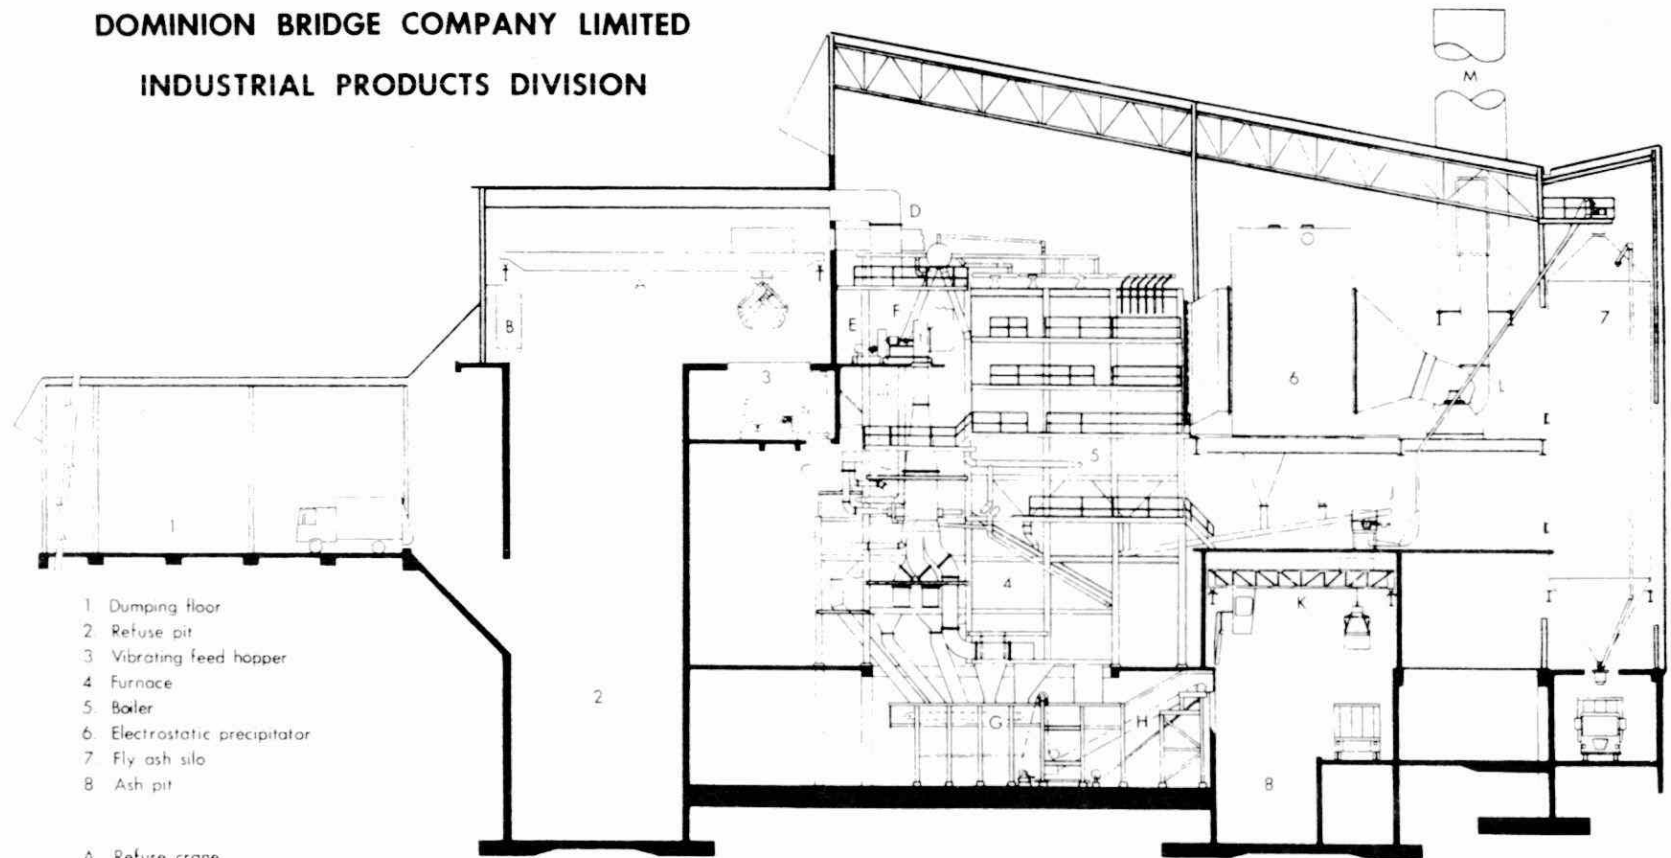 DOMINION BRIDGE COMPANY LIMITED
INDUSTRIAL PRODUCTS DIVISION
M
D
A
B
E
F
7
3
6
L
C
5
J
1
4
K
2
G
H
8
1 Dumping floor
2 Refuse pit
3 Vibrating feed hopper
4 Furnace
5. Boiler
6. Electrostatic precipitator
7 Fly ash silo
8 Ash pit
A Refuse crane